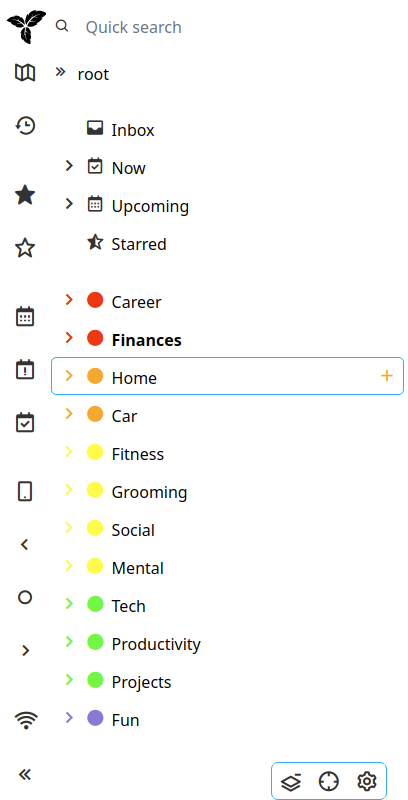 Quick search
root
Inbox
Now
Upcoming
Starred
Career
Finances
Home
Car
Fitness
Grooming
Social
Mental
Tech
Productivity
Projects
Fun